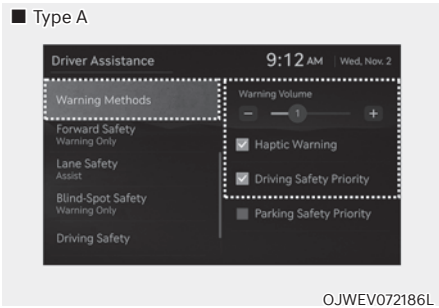 ■ Type A
Driver Assistance
9:12 AM
Wed, Nov. 2
Warning Methods
Forward Safety
Warning Only
Lane Safety
Assist
Blind-Spot Safety
Warning Only
Driving Safety
Warning Volume
− 1 +
Haptic Warning
Driving Safety Priority
Parking Safety Priority
OJWEV072186L